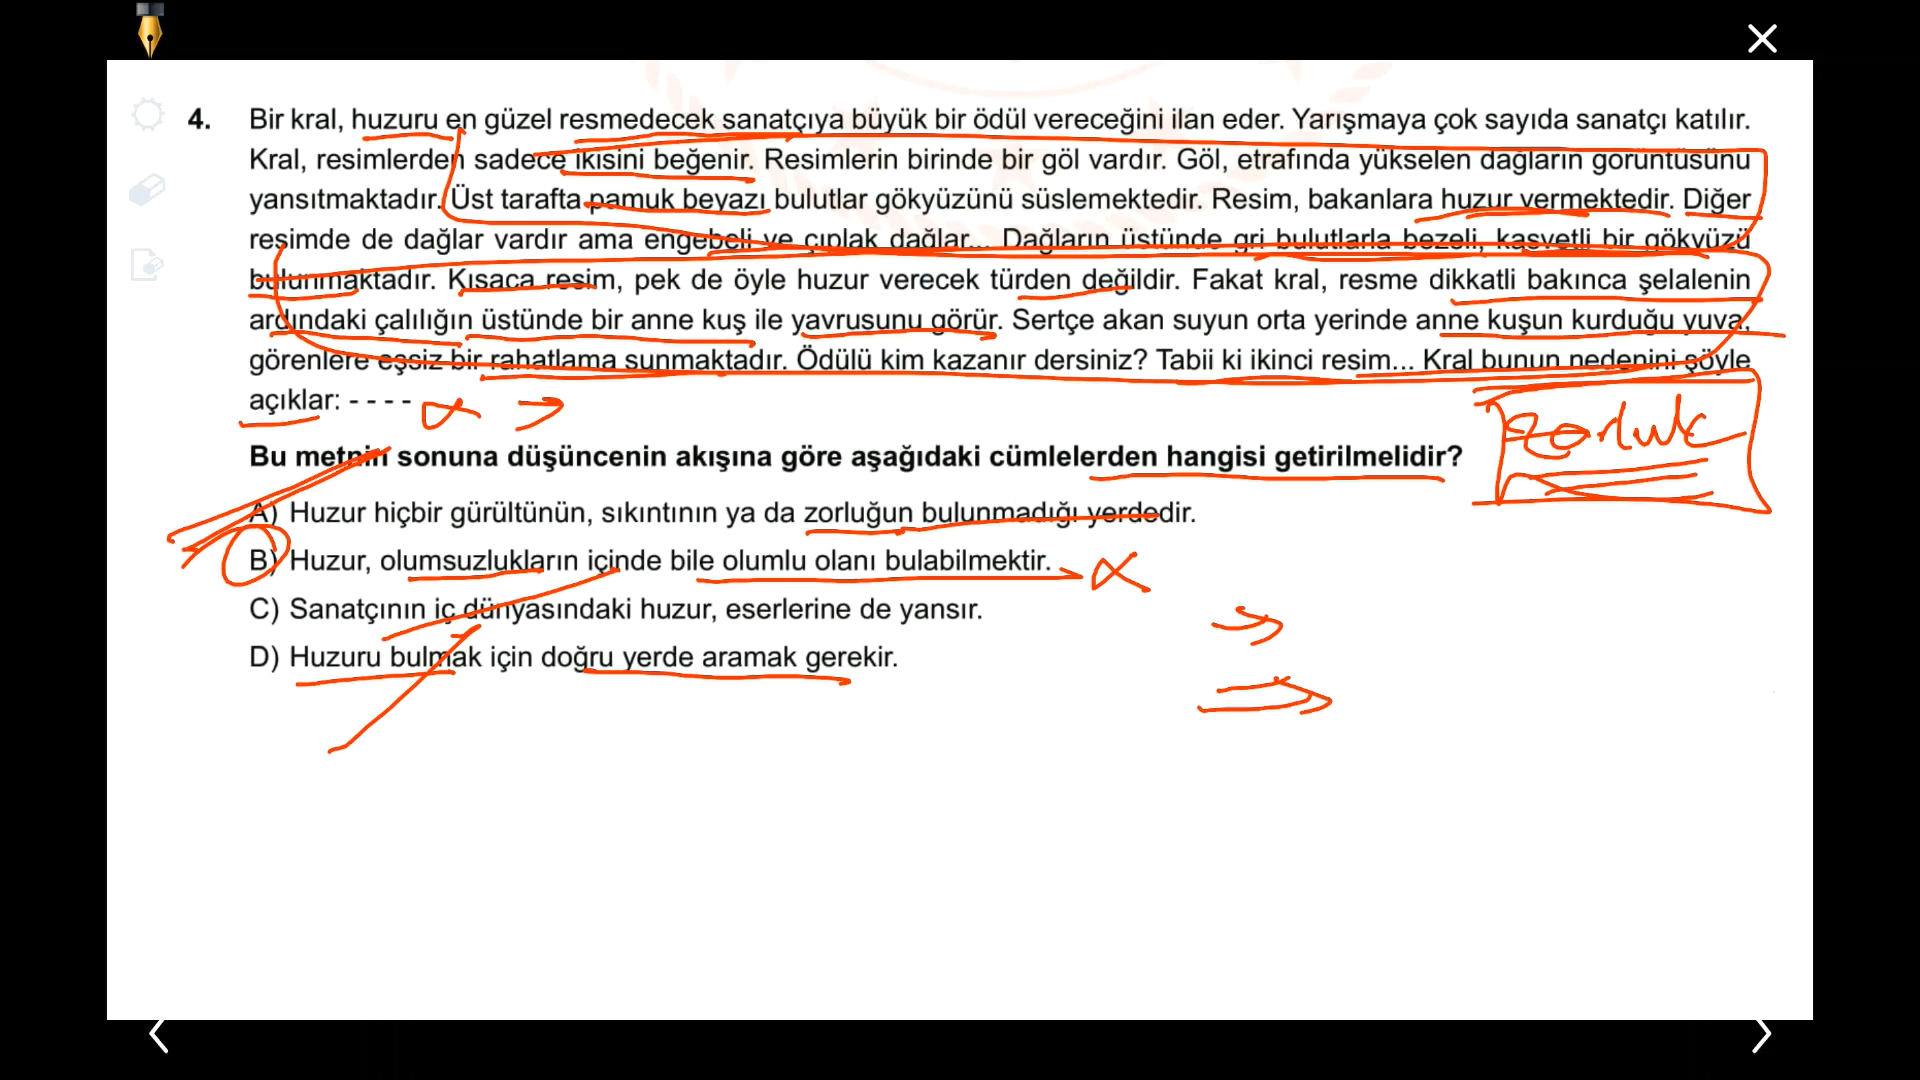 4. Bir kral, huzuru en güzel resmedecek sanatçıya büyük bir ödül vereceğini ilan eder. Yarışmaya çok sayıda sanatçı katılır.
Kral, resimlerden sadece ikisini beğenir. Resimlerin birinde bir göl vardır. Göl, etrafında yükselen dağların görüntüsünü
yansıtmaktadır. Üst tarafta pamuk beyazı bulutlar gökyüzünü süslemektedir. Resim, bakanlara huzur vermektedir. Diğer
resimde de dağlar vardır ama engebeli ve çıplak dağlar... Dağların üstünde gri bulutlarla bezeli, kasvetli bir gökyüzü
bulunmaktadır. Kısaca resim, pek de öyle huzur verecek türden değildir. Fakat kral, resme dikkatli bakınca şelalenin
ardındaki çalılığın üstünde bir anne kuş ile yavrusunu görür. Sertçe akan suyun orta yerinde anne kuşun kurduğu yuva,
görenlere eşsiz bir rahatlama sunmaktadır. Ödülü kim kazanır dersiniz? Tabii ki ikinci resim... Kral bunun nedenini şöyle
açıklar: - - - -
zorluk
Bu metnin sonuna düşüncenin akışına göre aşağıdaki cümlelerden hangisi getirilmelidir?
A) Huzur hiçbir gürültünün, sıkıntının ya da zorluğun bulunmadığı yerdedir.
B) Huzur, olumsuzlukların içinde bile olumlu olanı bulabilmektir.
C) Sanatçının iç dünyasındaki huzur, eserlerine de yansır.
D) Huzuru bulmak için doğru yerde aramak gerekir.